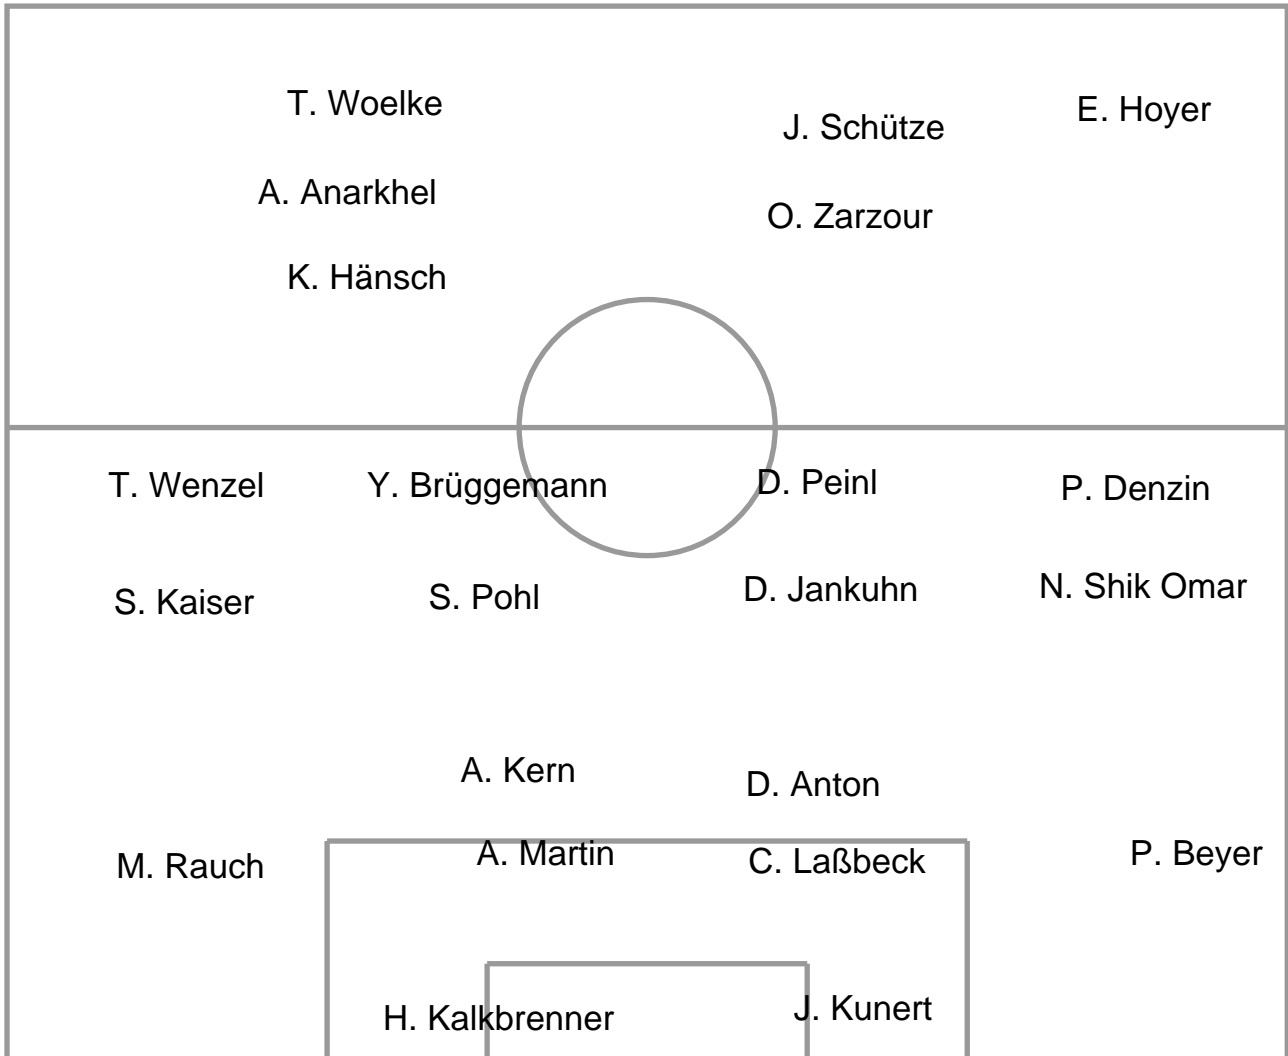 T. Woelke
J. Schütze
E. Hoyer
A. Anarkhel
O. Zarzour
K. Hänsch
T. Wenzel
Y. Brüggemann
D. Peinl
P. Denzin
S. Kaiser
S. Pohl
D. Jankuhn
N. Shik Omar
A. Kern
D. Anton
M. Rauch
A. Martin
C. Laßbeck
P. Beyer
H. Kalkbrenner
J. Kunert